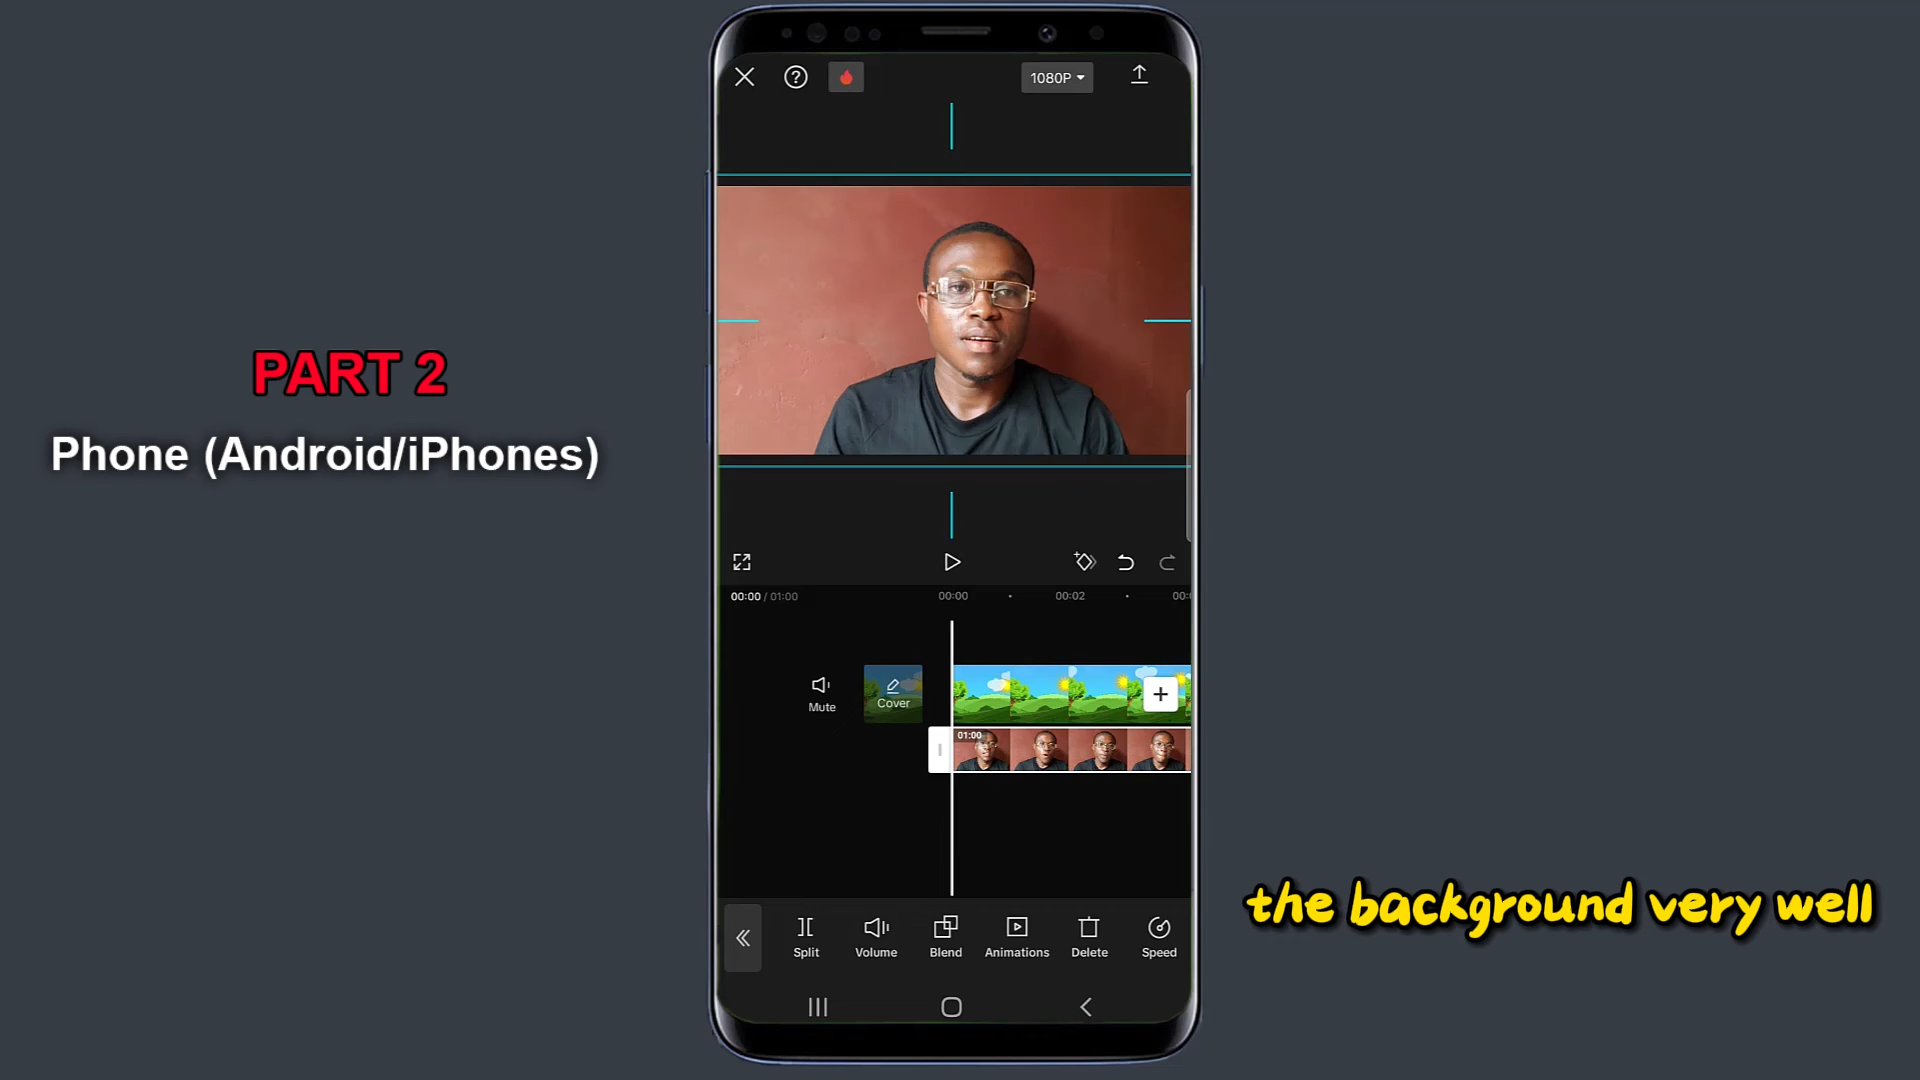 1080P
PART 2
Phone (Android/iPhones)
00:00 / 01:00
00:00
00:02
00:
Mute
Cover
01:00
the background very well
Split
Volume
Blend
Animations
Delete
Speed